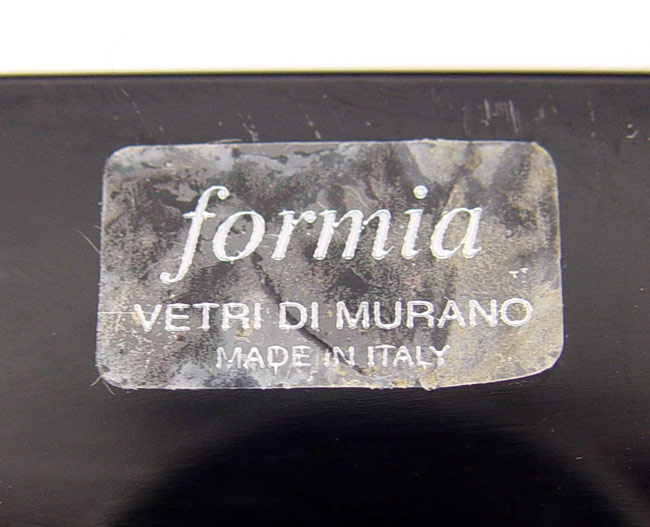 formia
VETRI DI MURANO
MADE IN ITALY